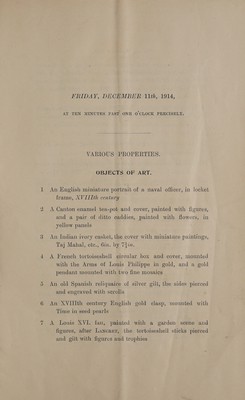 FRIDAY, DECEMBER 11th, 1914,
AT TEN MINUTES PAST ONE O'CLOCK PRECISELY.
VARIOUS PROPERTIES.
OBJECTS OF ART.
1 An English miniature portrait of a naval officer, in locket
frame, XVIIIth century
2 A Canton enamel tea-pot and cover, painted with figures,
and a pair of ditto caddies, painted with flowers, in
yellow panels
3 An Indian ivory casket, the cover with miniature paintings,
Taj Mahal, etc., 6in. by 7½in.
4 A French tortoiseshell circular box and cover, mounted
with the Arms of Louis Philippe in gold, and a gold
pendant mounted with two fine mosaics
5 An old Spanish reliquaire of silver gilt, the sides pierced
and engraved with scrolls
6 An XVIIIth century English gold clasp, mounted with
Time in seed pearls
7 A Louis XVI. fan, painted with a garden scene and
figures, after LANCRET, the tortoiseshell sticks pierced
and gilt with figures and trophies